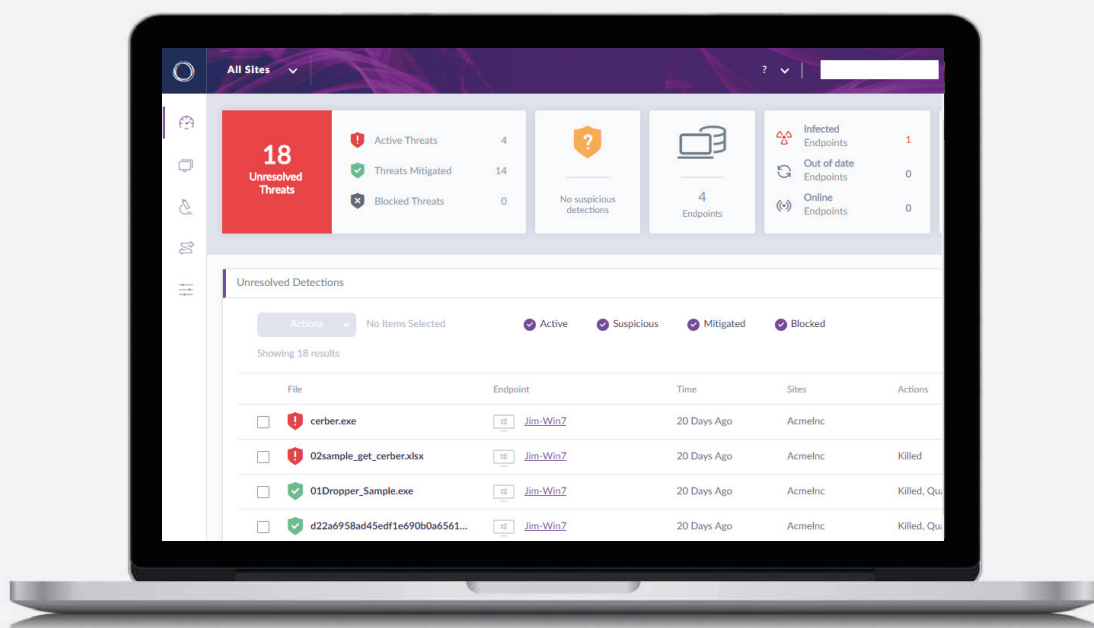 All Sites
?
18
Unresolved
Threats
Active Threats 4
Threats Mitigated 14
Blocked Threats 0
No suspicious
detections
4
Endpoints
Infected
Endpoints 1
Out of date
Endpoints 0
Online
Endpoints 0
Unresolved Detections
Actions No Items Selected Active Suspicious Mitigated Blocked
Showing 18 results
File Endpoint Time Sites Actions
cerber.exe Jim-Win7 20 Days Ago AcmeInc
02sample_get_cerber.xlsx Jim-Win7 20 Days Ago AcmeInc Killed
01Dropper_Sample.exe Jim-Win7 20 Days Ago AcmeInc Killed, Qu
d22a6958ad45edf1e690b0a6561... Jim-Win7 20 Days Ago AcmeInc Killed, Qu